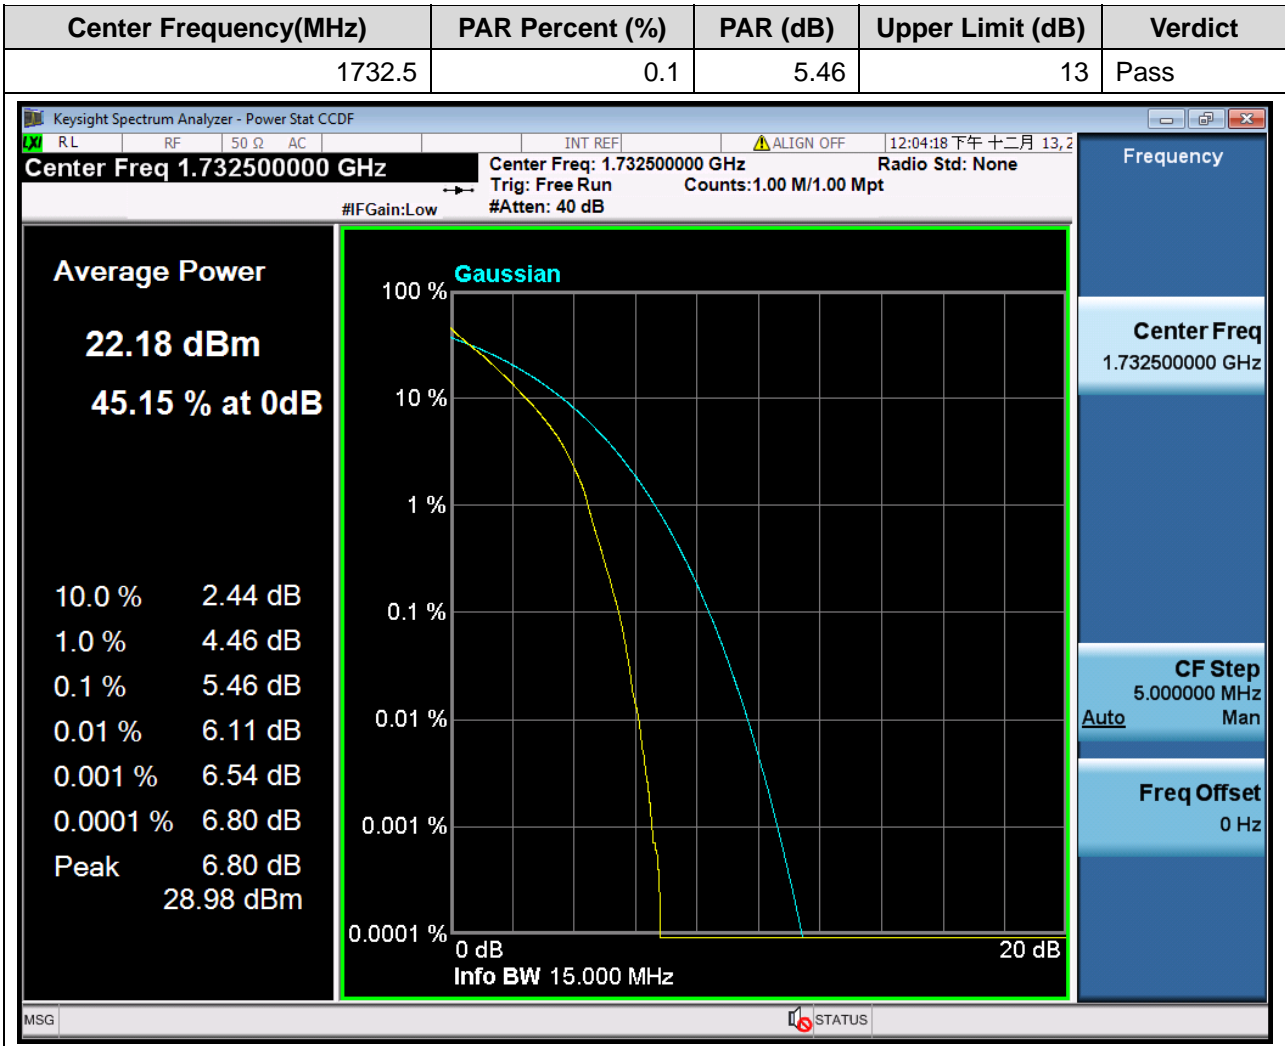 Center Frequency(MHz) PAR Percent (%) PAR (dB) Upper Limit (dB) Verdict
1732.5 0.1 5.46 13 Pass
Keysight Spectrum Analyzer - Power Stat CCDF
LXI RL RF 50 Ω AC INT REF ALIGN OFF 12:04:18 下午 十二月 13, 2
Center Freq 1.732500000 GHz
#IFGain:Low
Center Freq: 1.732500000 GHz Radio Std: None
Trig: Free Run Counts:1.00 M/1.00 Mpt
#Atten: 40 dB
Average Power
22.18 dBm
45.15 % at 0dB
10.0 % 2.44 dB
1.0 % 4.46 dB
0.1 % 5.46 dB
0.01 % 6.11 dB
0.001 % 6.54 dB
0.0001 % 6.80 dB
Peak 6.80 dB
28.98 dBm
Gaussian
100 %
10 %
1 %
0.1 %
0.01 %
0.001 %
0.0001 %
0 dB 20 dB
Info BW 15.000 MHz
Frequency
Center Freq
1.732500000 GHz
CF Step
5.000000 MHz
Auto Man
Freq Offset
0 Hz
MSG STATUS